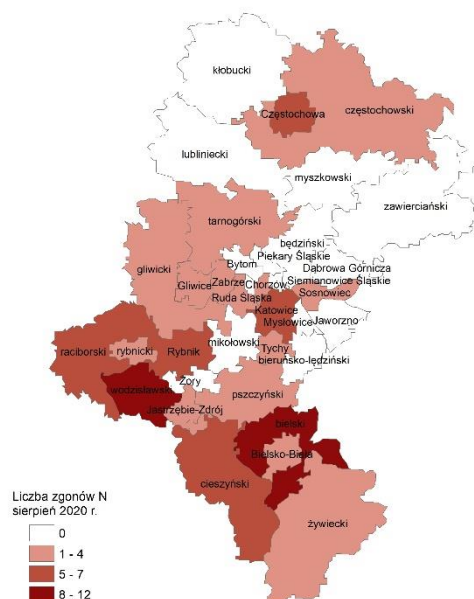 kłobucki
Częstochowa
częstochowski
lubliniecki
myszkowski
zawierciański
tarnogórski
będziński
Piekary Śląskie
Bytom
Dąbrowa Górnicza
gliwicki
Siemianowice Śląskie
Zabrze
Chorzów
Gliwice
Sosnowiec
Ruda Śląska
Katowice
Mysłowice
Jaworzno
mikołowski
raciborski
rybnicki
Rybnik
Tychy
bieruńsko-lędziński
Żory
wodzisławski
pszczyński
Jastrzębie-Zdrój
bielski
Bielsko-Biała
cieszyński
żywiecki
Liczba zgonów N
sierpień 2020 r.
0
1 - 4
5 - 7
8 - 12